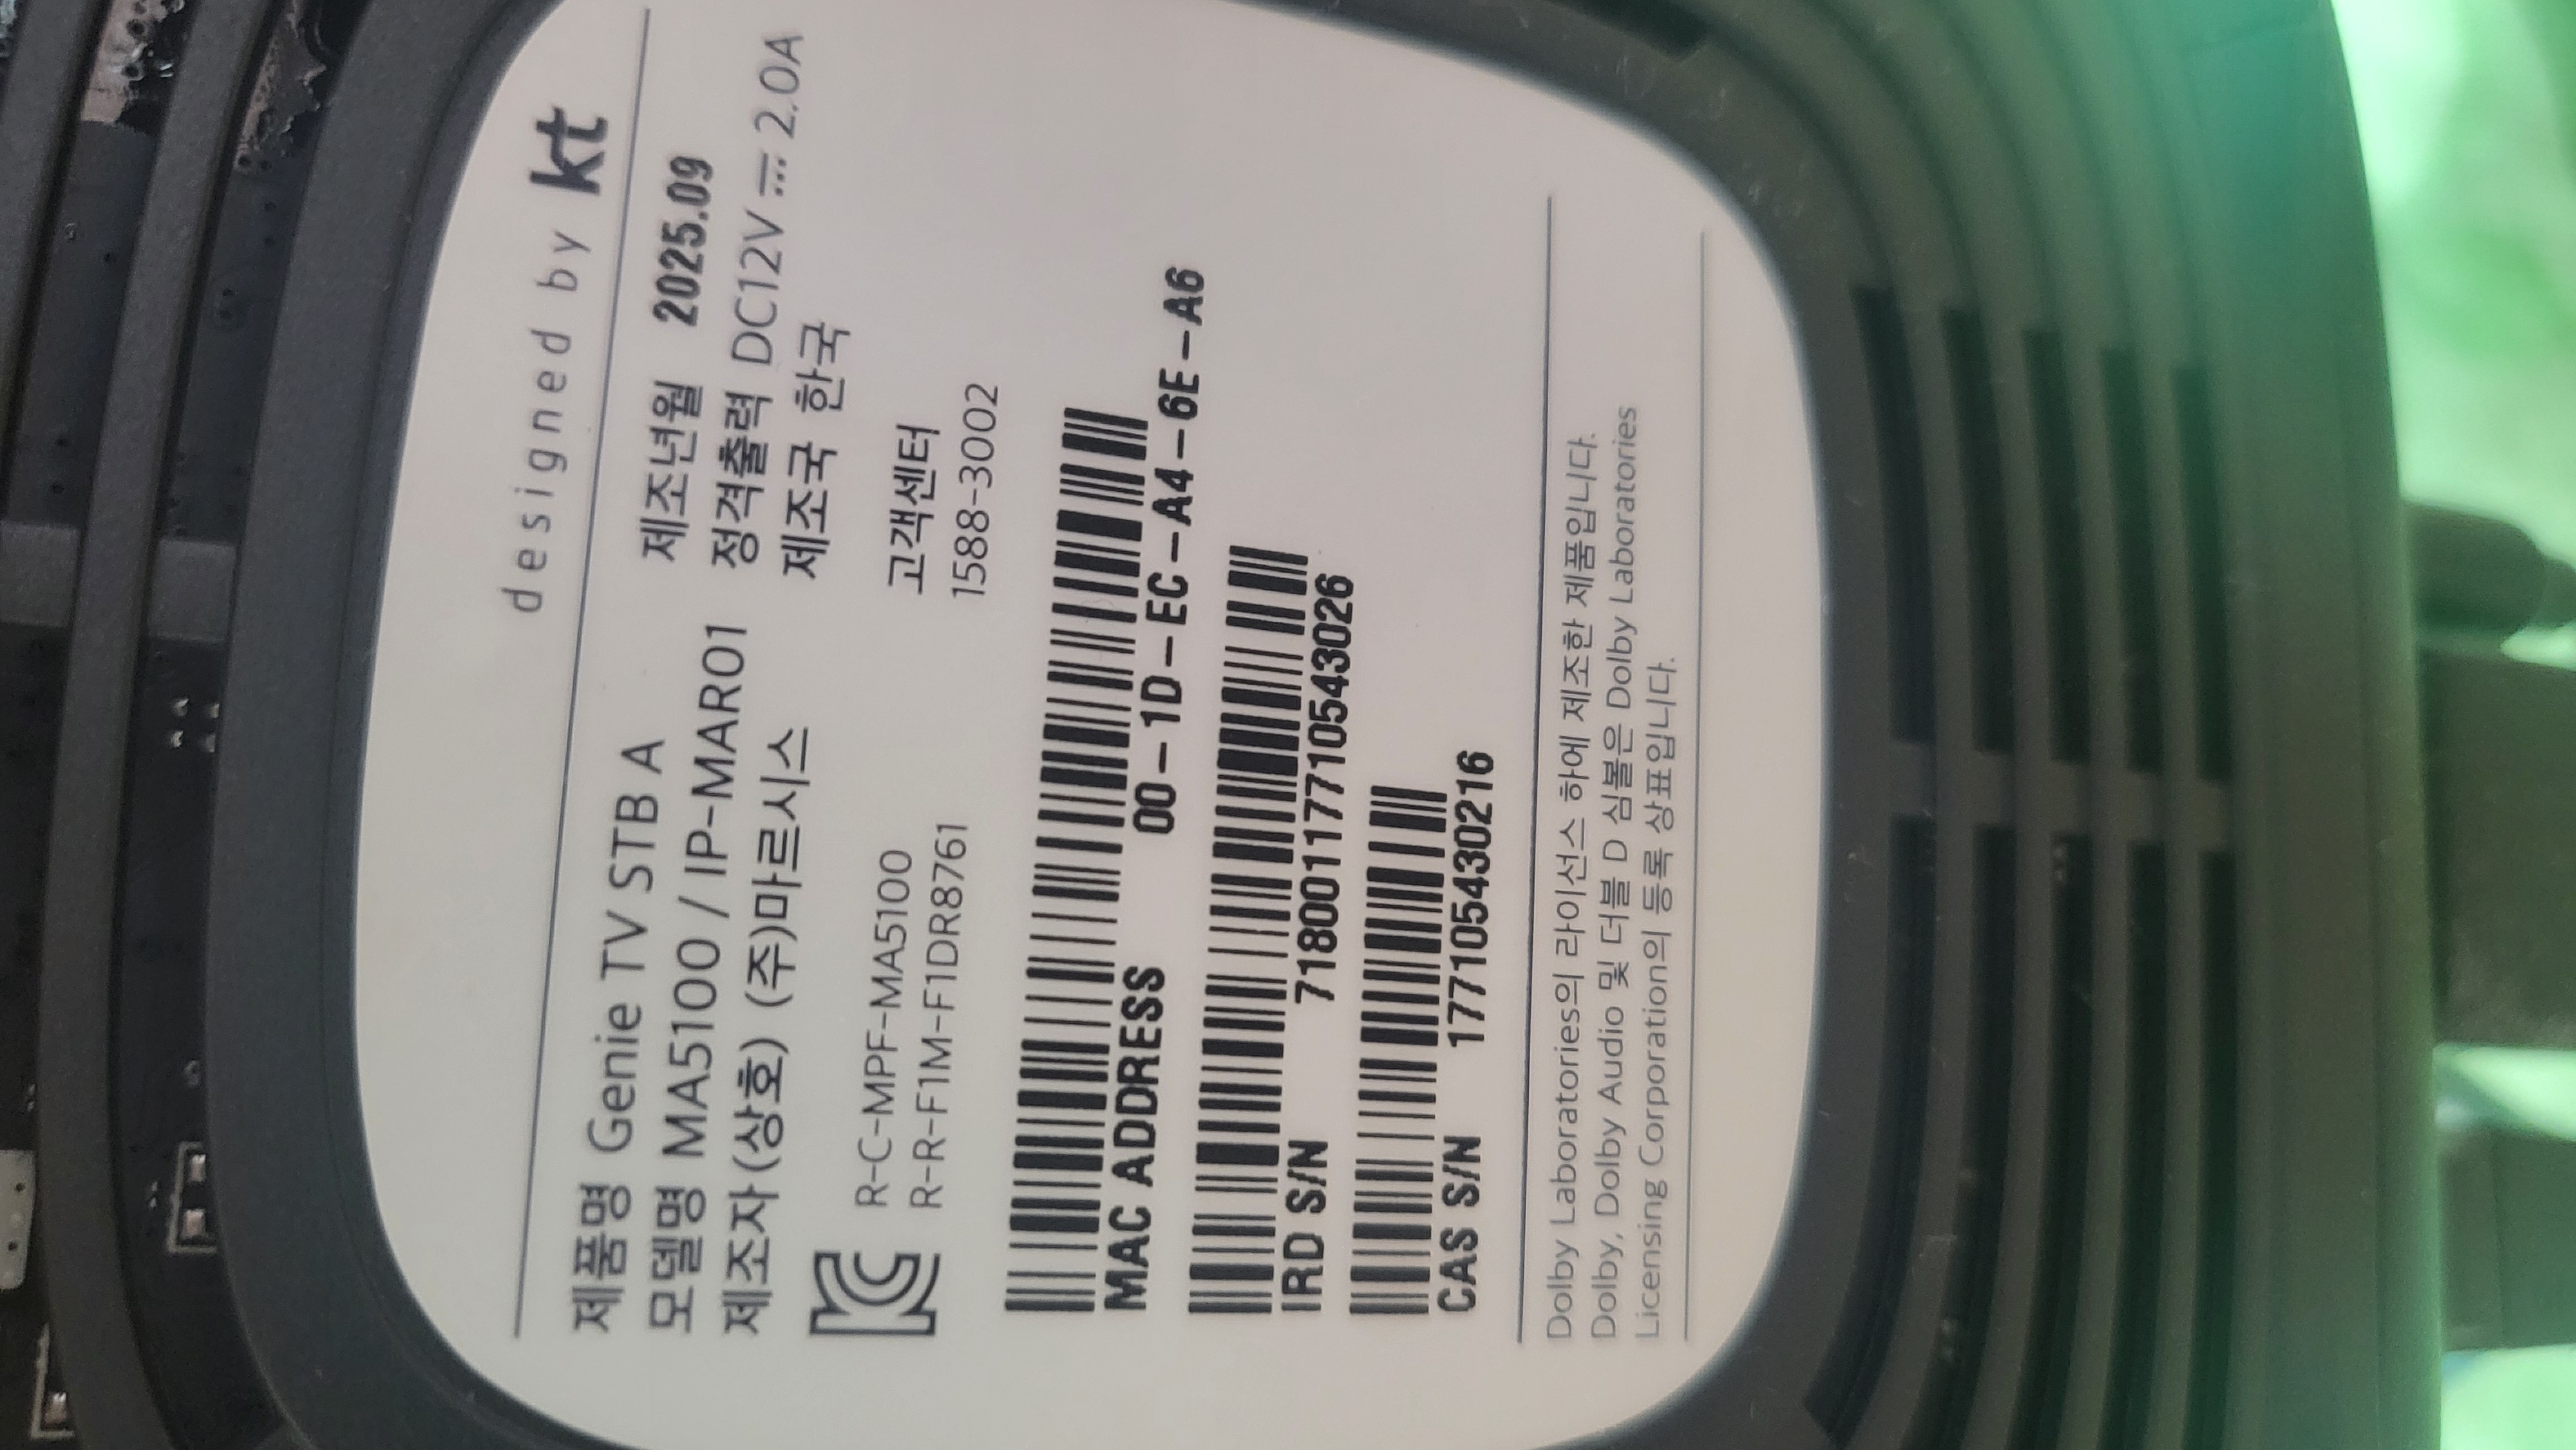 designed by kt
제품명 Genie TV STB A 제조년월 2025.09
모델명 MA5100 / IP-MAR01 정격출력 DC12V ⎓ 2.0A
제조자(상호) (주)마르시스 제조국 한국
R-C-MPF-MA5100 고객센터
R-R-F1M-F1DR8761 1588-3002
MAC ADDRESS 00-1D-EC-A4-6E-A6
IRD S/N 718001177710543026
CAS S/N 177105430216
Dolby Laboratories의 라이선스 하에 제조한 제품입니다.
Dolby, Dolby Audio 및 더블 D 심볼은 Dolby Laboratories
Licensing Corporation의 등록 상표입니다.